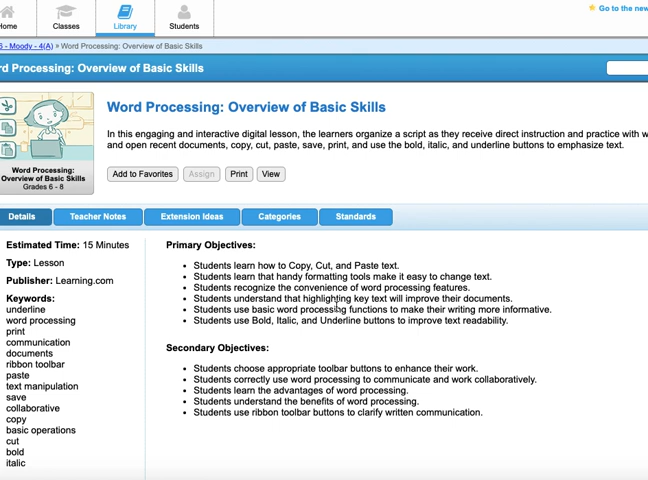 Home Classes Library Students Go to the new
6 - Moody - 4(A) » Word Processing: Overview of Basic Skills
rd Processing: Overview of Basic Skills
Word Processing: Overview of Basic Skills
In this engaging and interactive digital lesson, the learners organize a script as they receive direct instruction and practice with w
and open recent documents, copy, cut, paste, save, print, and use the bold, italic, and underline buttons to emphasize text.
Word Processing:
Overview of Basic Skills
Grades 6 - 8
Add to Favorites Assign Print View
Details Teacher Notes Extension Ideas Categories Standards
Estimated Time: 15 Minutes
Type: Lesson
Publisher: Learning.com
Keywords:
underline
word processing
print
communication
documents
ribbon toolbar
paste
text manipulation
save
collaborative
copy
basic operations
cut
bold
italic
Primary Objectives:
• Students learn how to Copy, Cut, and Paste text.
• Students learn that handy formatting tools make it easy to change text.
• Students recognize the convenience of word processing features.
• Students understand that highlighting key text will improve their documents.
• Students use basic word processing functions to make their writing more informative.
• Students use Bold, Italic, and Underline buttons to improve text readability.
Secondary Objectives:
• Students choose appropriate toolbar buttons to enhance their work.
• Students correctly use word processing to communicate and work collaboratively.
• Students learn the advantages of word processing.
• Students understand the benefits of word processing.
• Students use ribbon toolbar buttons to clarify written communication.